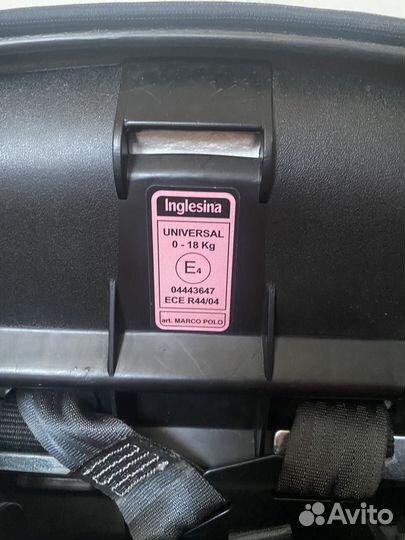 Inglesina
UNIVERSAL
0 - 18 Kg
E4
04443647
ECE R44/04
art. MARCO POLO
Avito